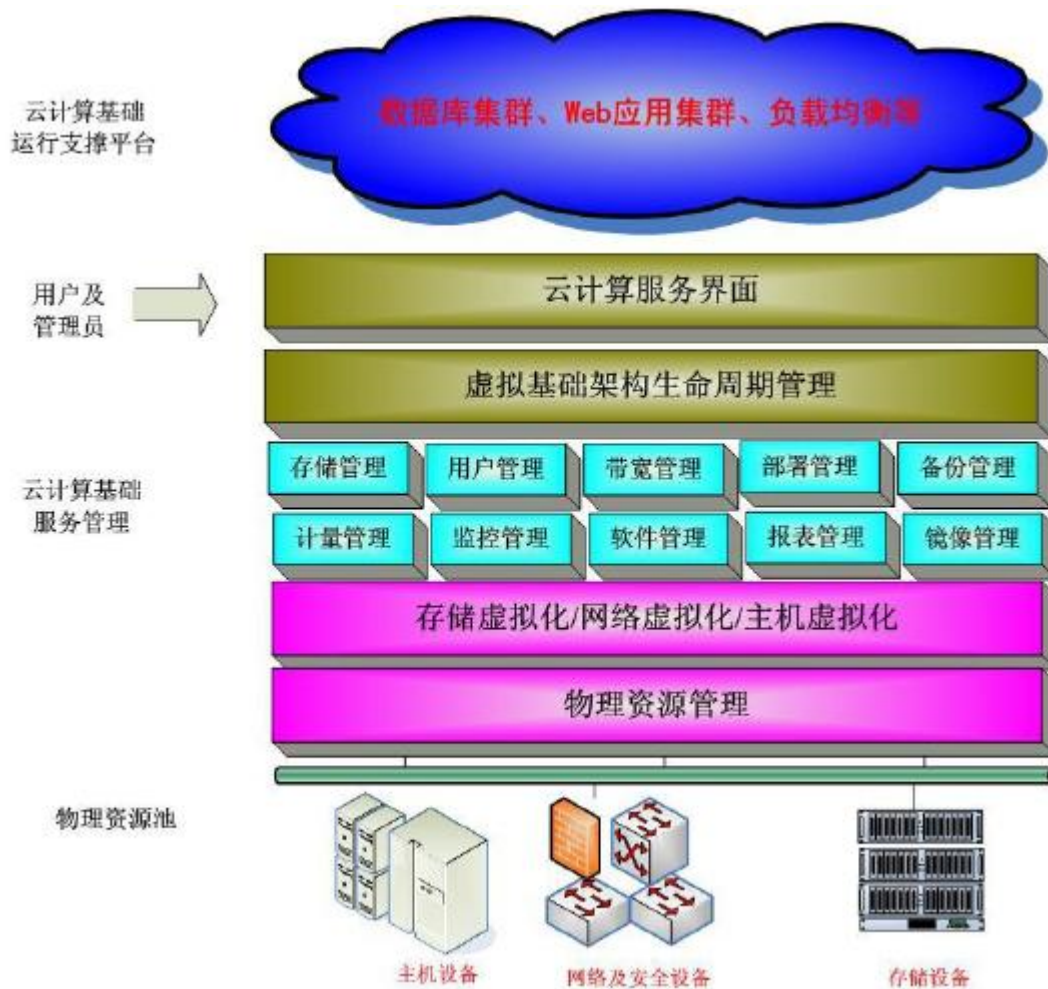 云计算基础
运行支撑平台
数据库集群、Web应用集群、负载均衡等
用户及
管理员
云计算服务界面
虚拟基础架构生命周期管理
云计算基础
服务管理
存储管理
用户管理
带宽管理
部署管理
备份管理
计量管理
监控管理
软件管理
报表管理
镜像管理
存储虚拟化/网络虚拟化/主机虚拟化
物理资源管理
物理资源池
主机设备
网络及安全设备
存储设备